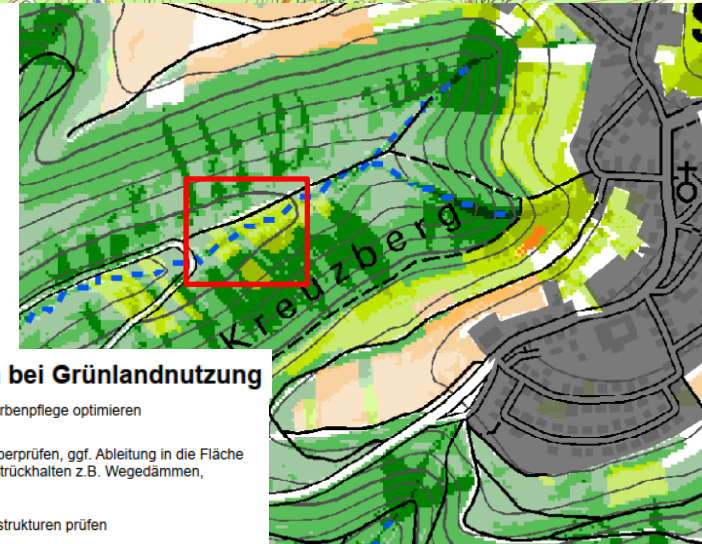 Kreuzberg
bei Grünlandnutzung
rbenpflege optimieren
berprüfen, ggf. Ableitung in die Fläche
trückhalten z.B. Wegedämmen,
strukturen prüfen